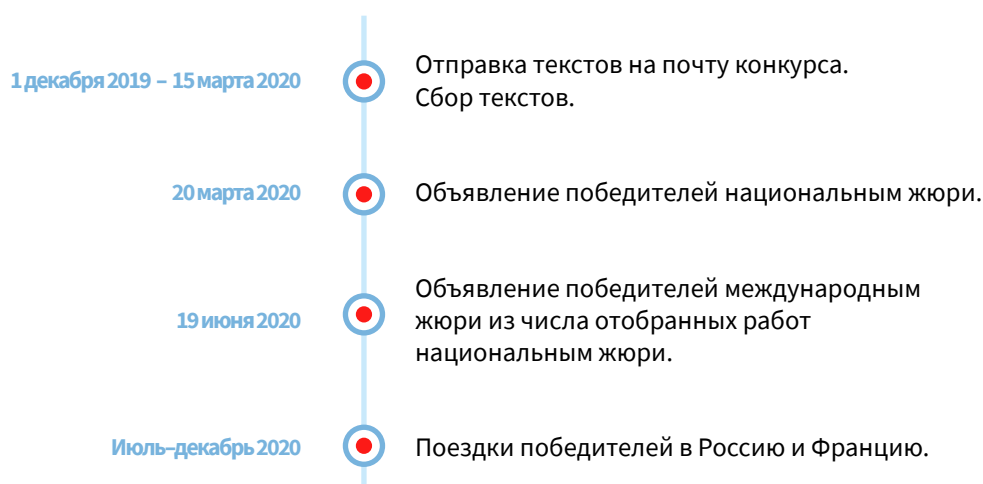 1 декабря 2019 – 15 марта 2020
Отправка текстов на почту конкурса.
Сбор текстов.
20 марта 2020
Объявление победителей национальным жюри.
19 июня 2020
Объявление победителей международным
жюри из числа отобранных работ
национальным жюри.
Июль–декабрь 2020
Поездки победителей в Россию и Францию.